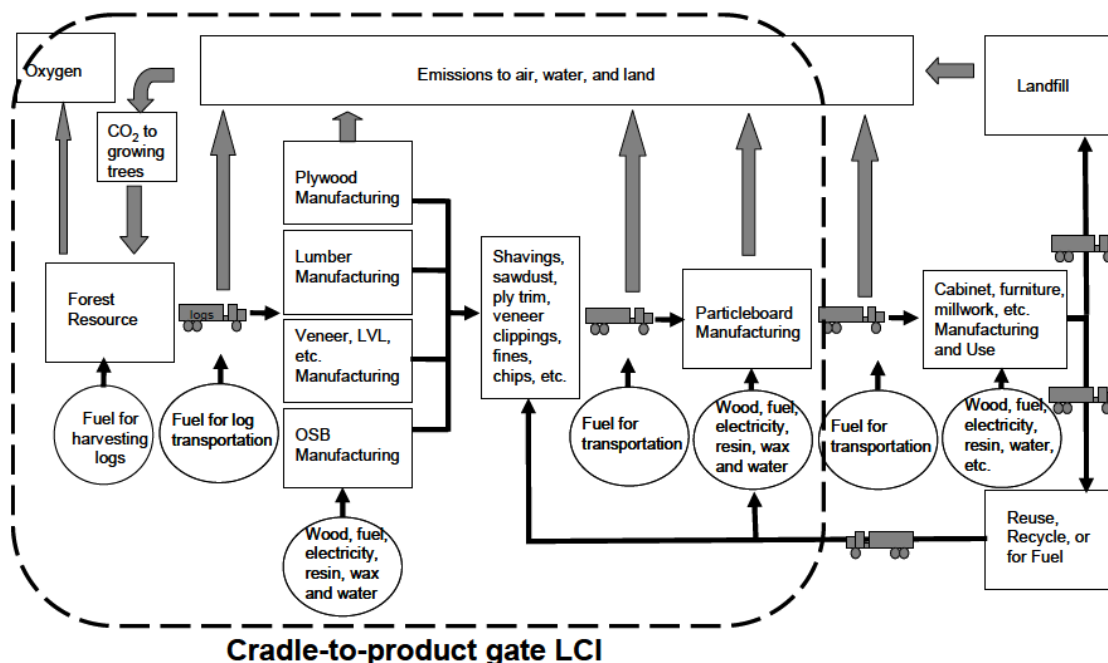 Oxygen
Emissions to air, water, and land
Landfill
CO2 to
growing
trees
Plywood
Manufacturing
Lumber
Manufacturing
Veneer, LVL,
etc.
Manufacturing
OSB
Manufacturing
Forest
Resource
logs
Shavings,
sawdust,
ply trim,
veneer
clippings,
fines,
chips, etc.
Particleboard
Manufacturing
Cabinet, furniture,
millwork, etc.
Manufacturing
and Use
Fuel for
harvesting
logs
Fuel for log
transportation
Wood, fuel,
electricity,
resin, wax
and water
Fuel for
transportation
Wood, fuel,
electricity,
resin, wax
and water
Fuel for
transportation
Wood, fuel,
electricity,
resin, water,
etc.
Reuse,
Recycle, or
for Fuel
Cradle-to-product gate LCI